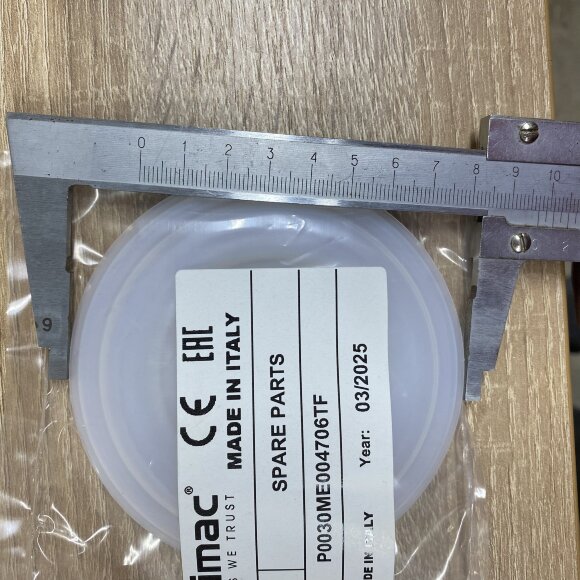 0 1 2 3 4 5 6 7 8 9 10
9
CE EAC
MADE IN ITALY
SPARE PARTS
P0030ME004706TF
Year: 03/2025
imac®
WE TRUST